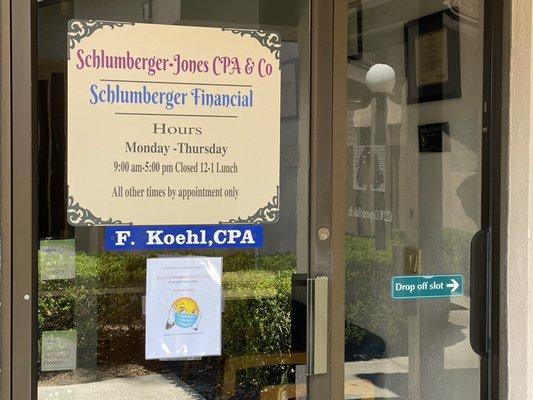 Schlumberger-Jones CPA & Co
Schlumberger Financial
Hours
Monday -Thursday
9:00 am-5:00 pm Closed 12-1 Lunch
All other times by appointment only
F. Koehl,CPA
Drop off slot